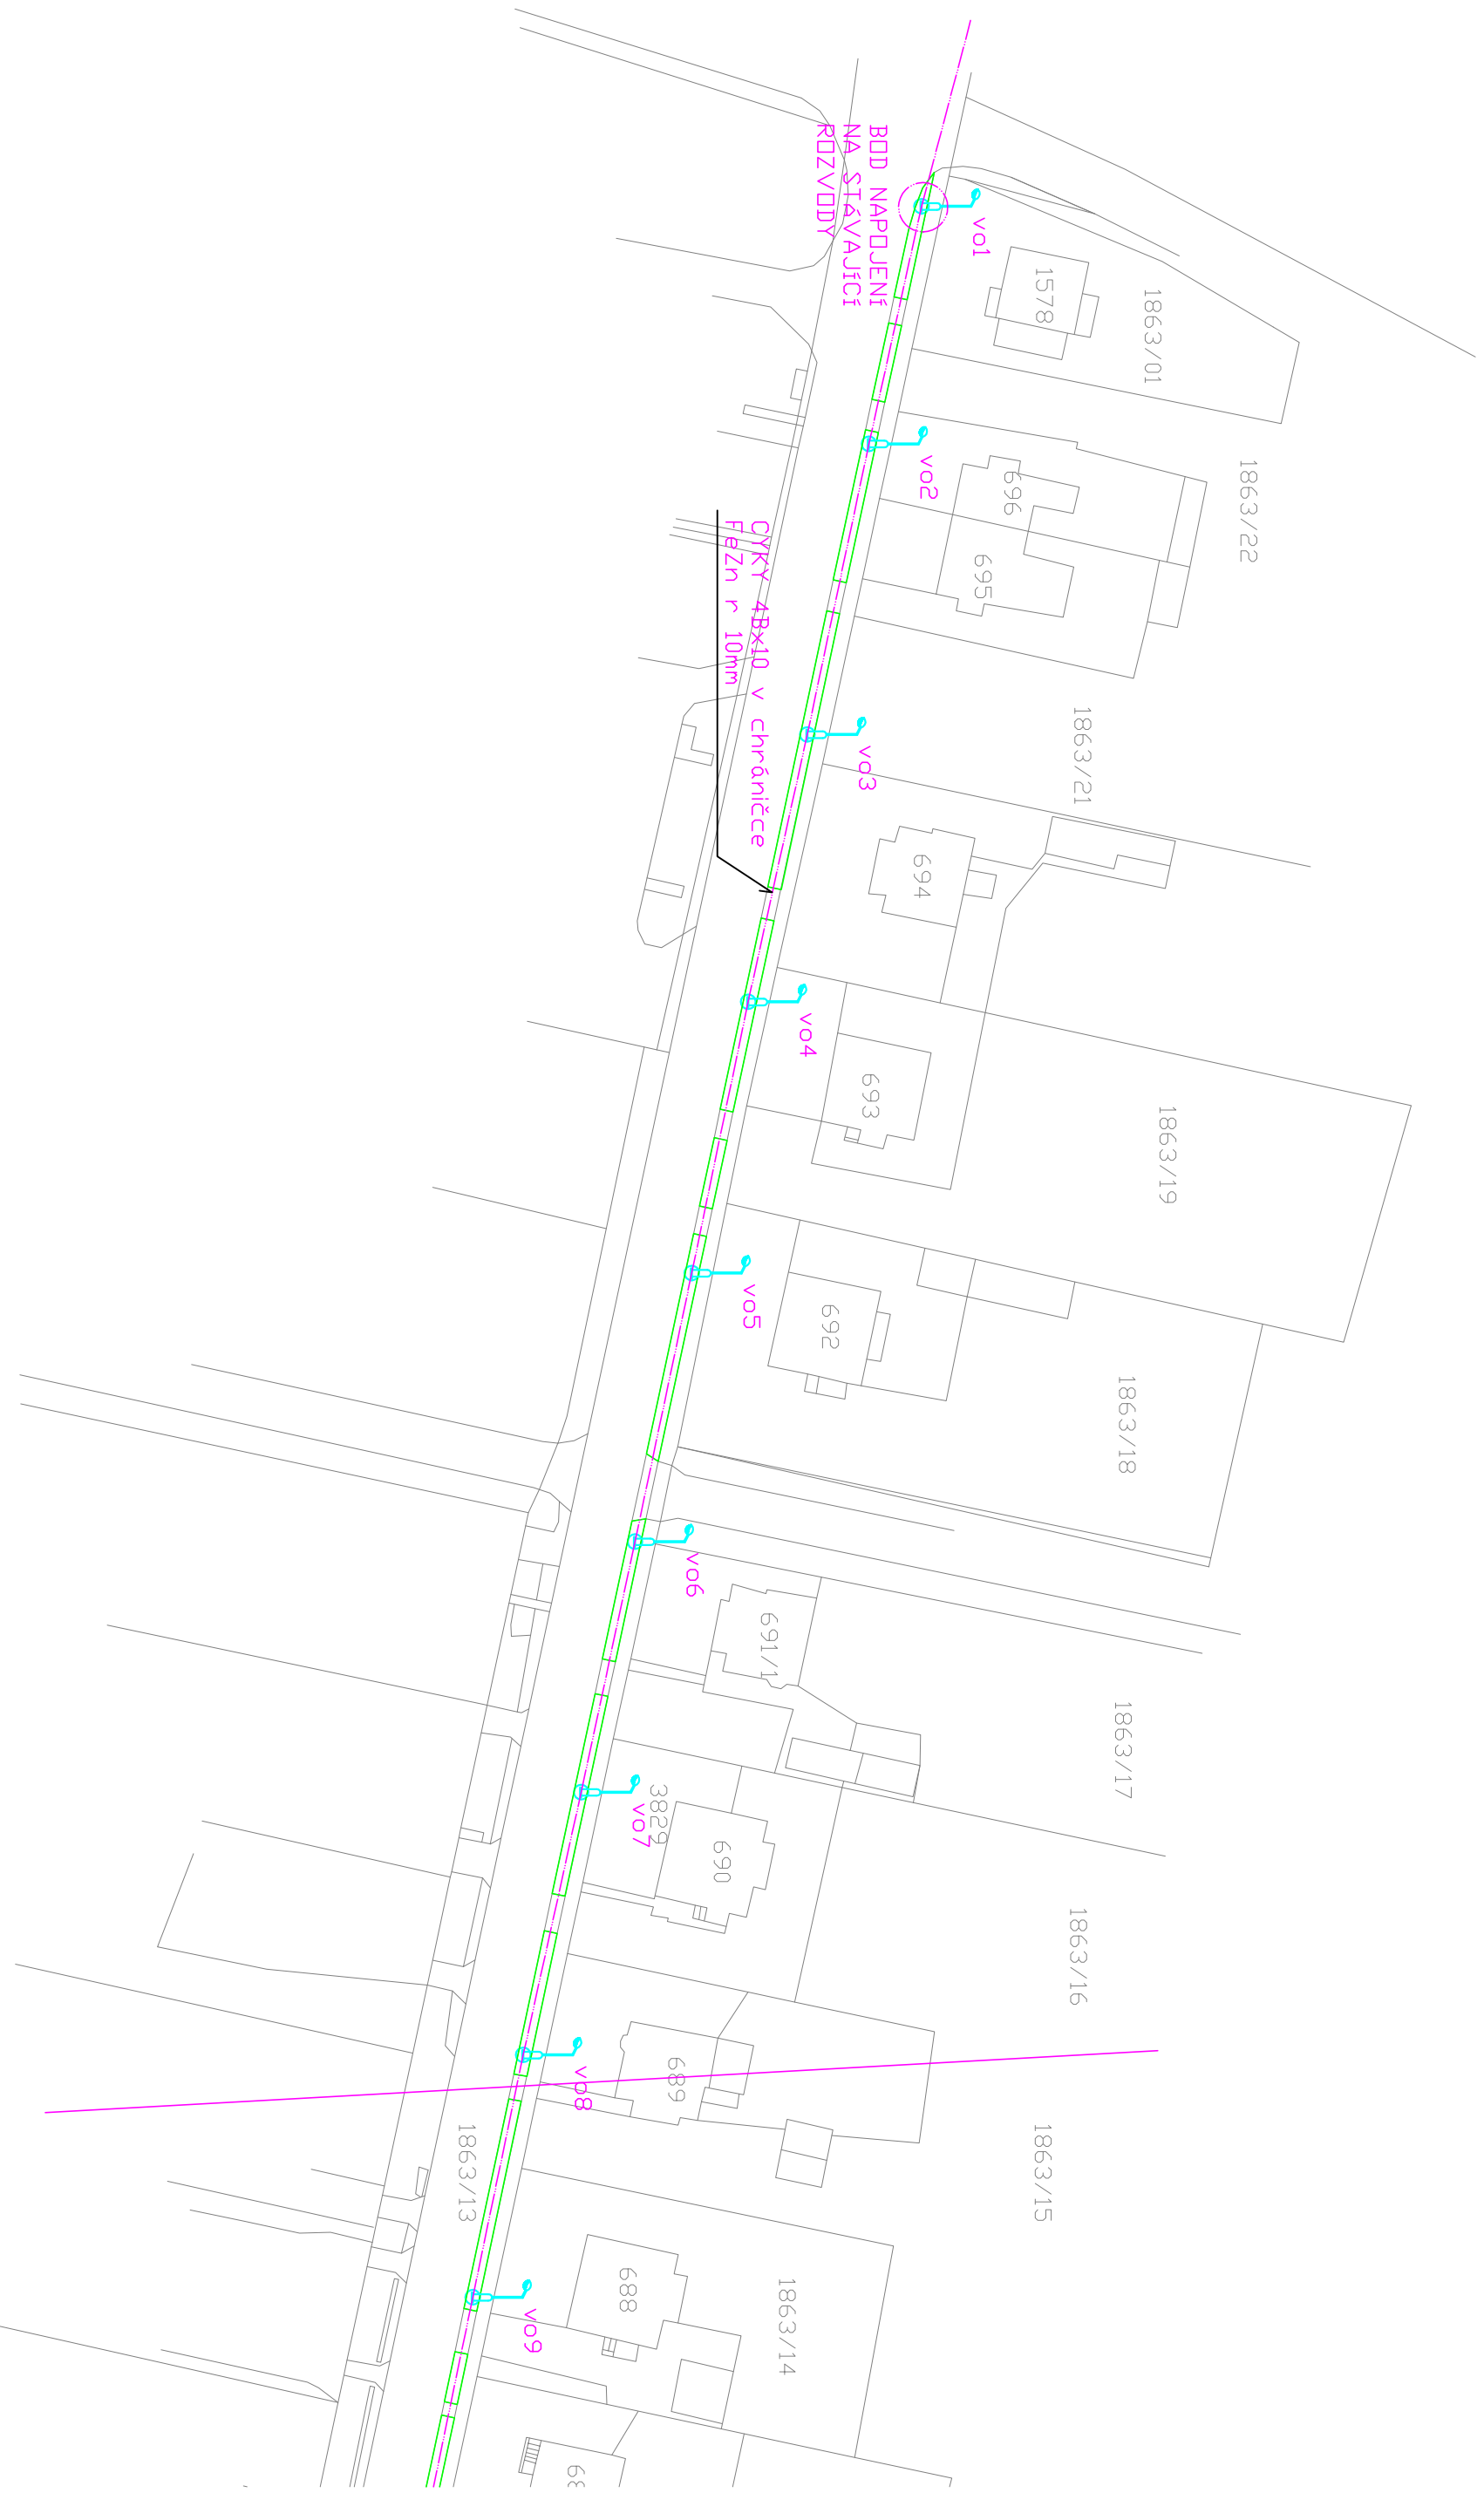 BOD NAPOJENÍ
NA STÁVAJÍCÍ
ROZVODY
vo1
1578
1863/01
vo2
696
1863/22
695
CYKY 4Bx10 v chráničce
FeZn r 10mm
vo3
1863/21
694
vo4
693
1863/19
vo5
692
1863/18
vo6
691/1
1863/17
vo7
3829
690
1863/16
vo8
689
1863/13
1863/15
vo9
688
1863/14